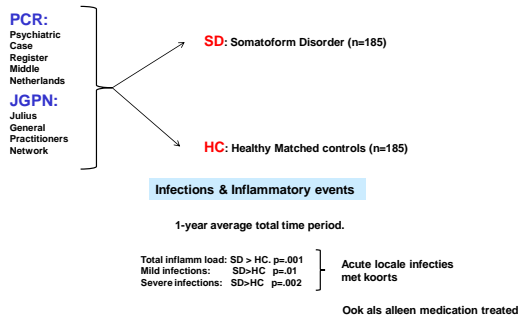 PCR:
Psychiatric
Case
Register
Middle
Netherlands
JGPN:
Julius
General
Practitioners
Network
SD: Somatoform Disorder (n=185)
HC: Healthy Matched controls (n=185)
Infections & Inflammatory events
1-year average total time period.
Total inflamm load: SD > HC. p=.001
Mild infections: SD>HC p=.01
Severe infections: SD>HC p=.002
Acute locale infecties
met koorts
Ook als alleen medication treated